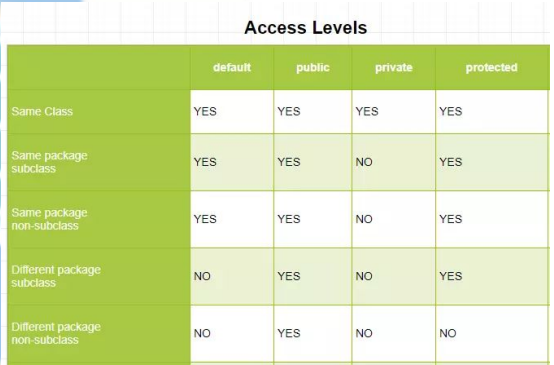 Access Levels
default public private protected
Same Class YES YES YES YES
Same package
subclass YES YES NO YES
Same package
non-subclass YES YES NO YES
Different package
subclass NO YES NO YES
Different package
non-subclass NO YES NO NO